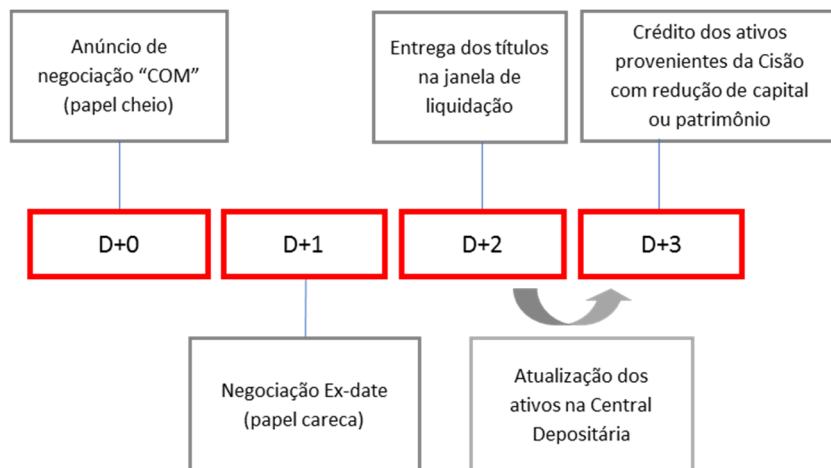 Anúncio de
negociação “COM”
(papel cheio)
Entrega dos títulos
na janela de
liquidação
Crédito dos ativos
provenientes da Cisão
com redução de capital
ou patrimônio
D+0
D+1
D+2
D+3
Negociação Ex-date
(papel careca)
Atualização dos
ativos na Central
Depositária